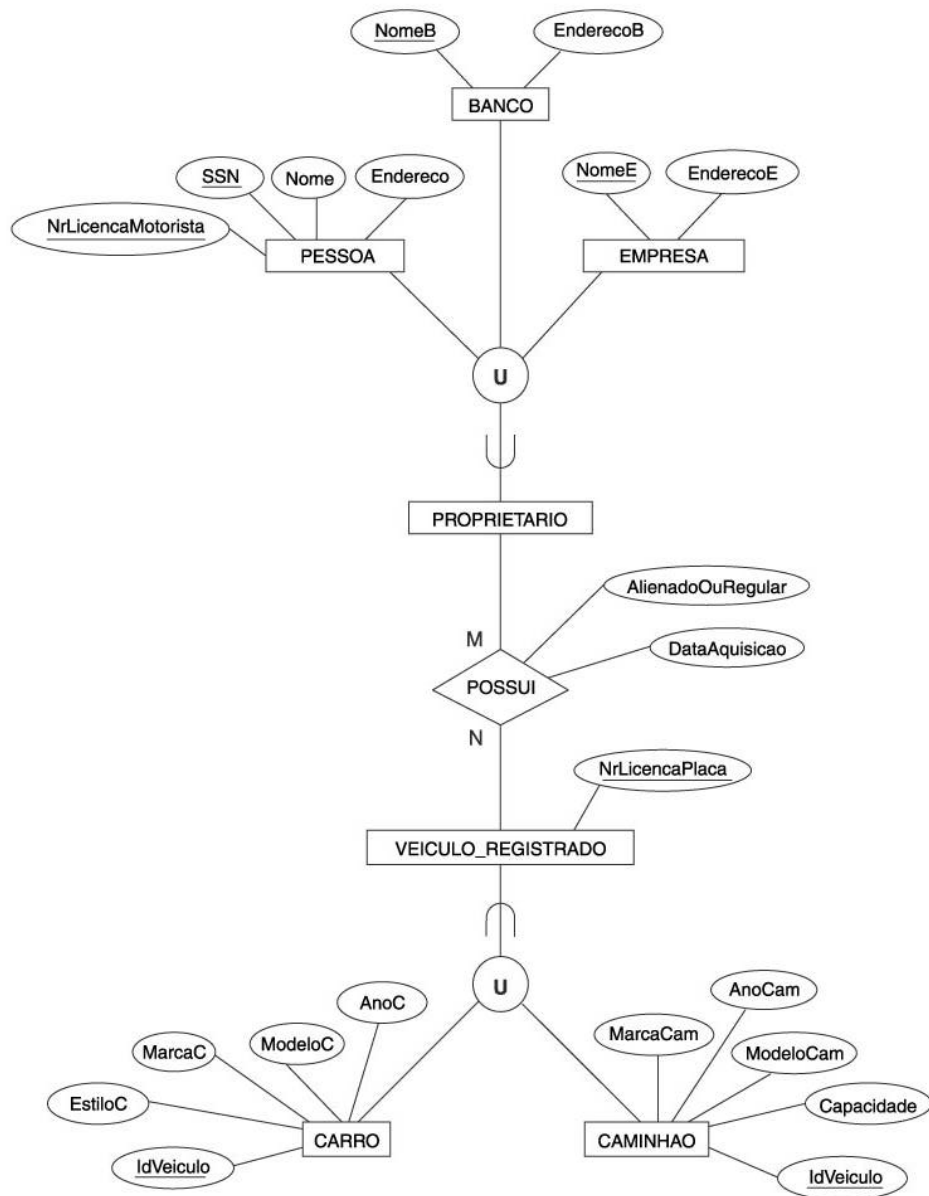 NomeB
EnderecoB
BANCO
SSN
Nome
Endereco
NomeE
EnderecoE
NrLicencaMotorista
PESSOA
EMPRESA
U
PROPRIETARIO
AlienadoOuRegular
M
DataAquisicao
POSSUI
N
NrLicencaPlaca
VEICULO_REGISTRADO
U
AnoC
AnoCam
MarcaCam
ModeloC
MarcaC
ModeloCam
EstiloC
Capacidade
CARRO
CAMINHAO
IdVeiculo
IdVeiculo